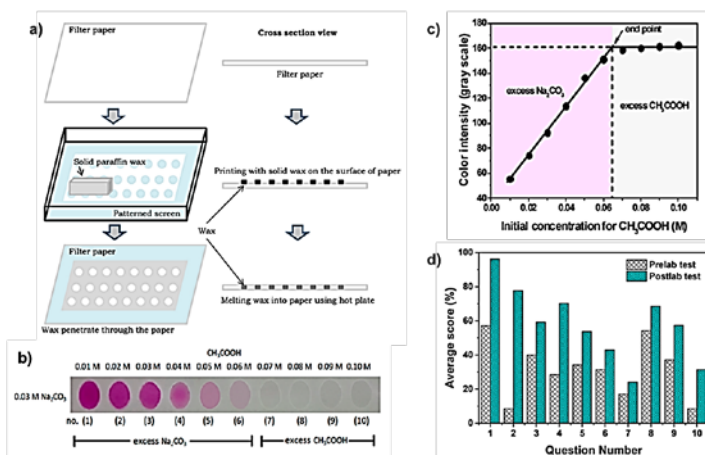 a)
Filter paper
Cross section view
Filter paper
Solid paraffin wax
Patterned screen
Printing with solid wax on the surface of paper
Wax
Filter paper
Wax penetrate through the paper
Melting wax into paper using hot plate
b)
CH₃COOH
0.01 M 0.02 M 0.03 M 0.04 M 0.05 M 0.06 M 0.07 M 0.08 M 0.09 M 0.10 M
0.03 M Na₂CO₃
no. (1) (2) (3) (4) (5) (6) (7) (8) (9) (10)
excess Na₂CO₃ excess CH₃COOH
c)
end point
excess Na₂CO₃
excess CH₃COOH
Color Intensity (gray scale)
180
160
140
120
100
80
60
40
0.00 0.02 0.04 0.06 0.08 0.10
Initial concentration for CH₃COOH (M)
d)
Prelab test
Postlab test
Average score (%)
100
80
60
40
20
0
1 2 3 4 5 6 7 8 9 10
Question Number